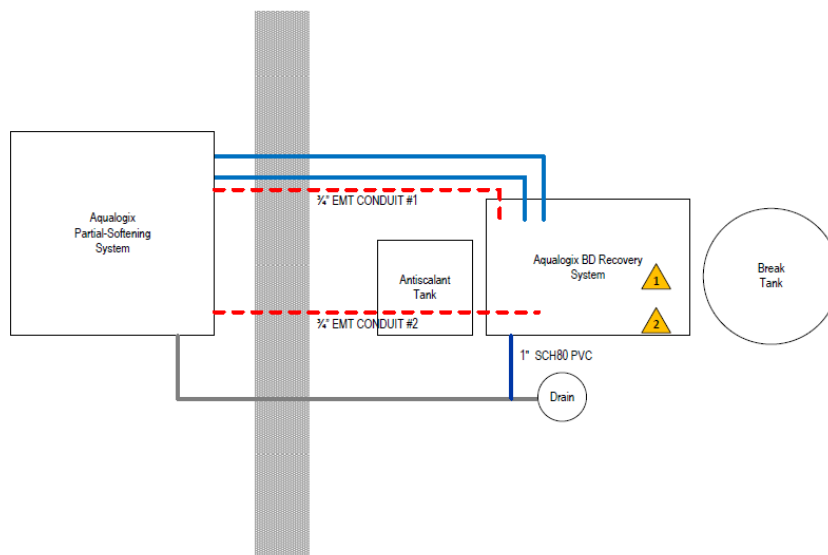 Aqualogix
Partial-Softening
System
¾" EMT CONDUIT #1
Antiscalant
Tank
Aqualogix BD Recovery
System
1
Break
Tank
¾" EMT CONDUIT #2
2
1" SCH80 PVC
Drain